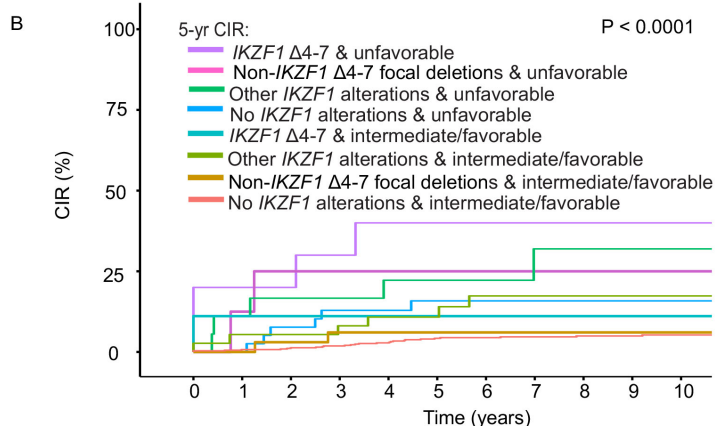 B
5-yr CIR:
P < 0.0001
IKZF1 Δ4-7 & unfavorable
Non-IKZF1 Δ4-7 focal deletions & unfavorable
Other IKZF1 alterations & unfavorable
No IKZF1 alterations & unfavorable
IKZF1 Δ4-7 & intermediate/favorable
Other IKZF1 alterations & intermediate/favorable
Non-IKZF1 Δ4-7 focal deletions & intermediate/favorable
No IKZF1 alterations & intermediate/favorable
CIR (%)
100
75
50
25
0
0 1 2 3 4 5 6 7 8 9 10
Time (years)